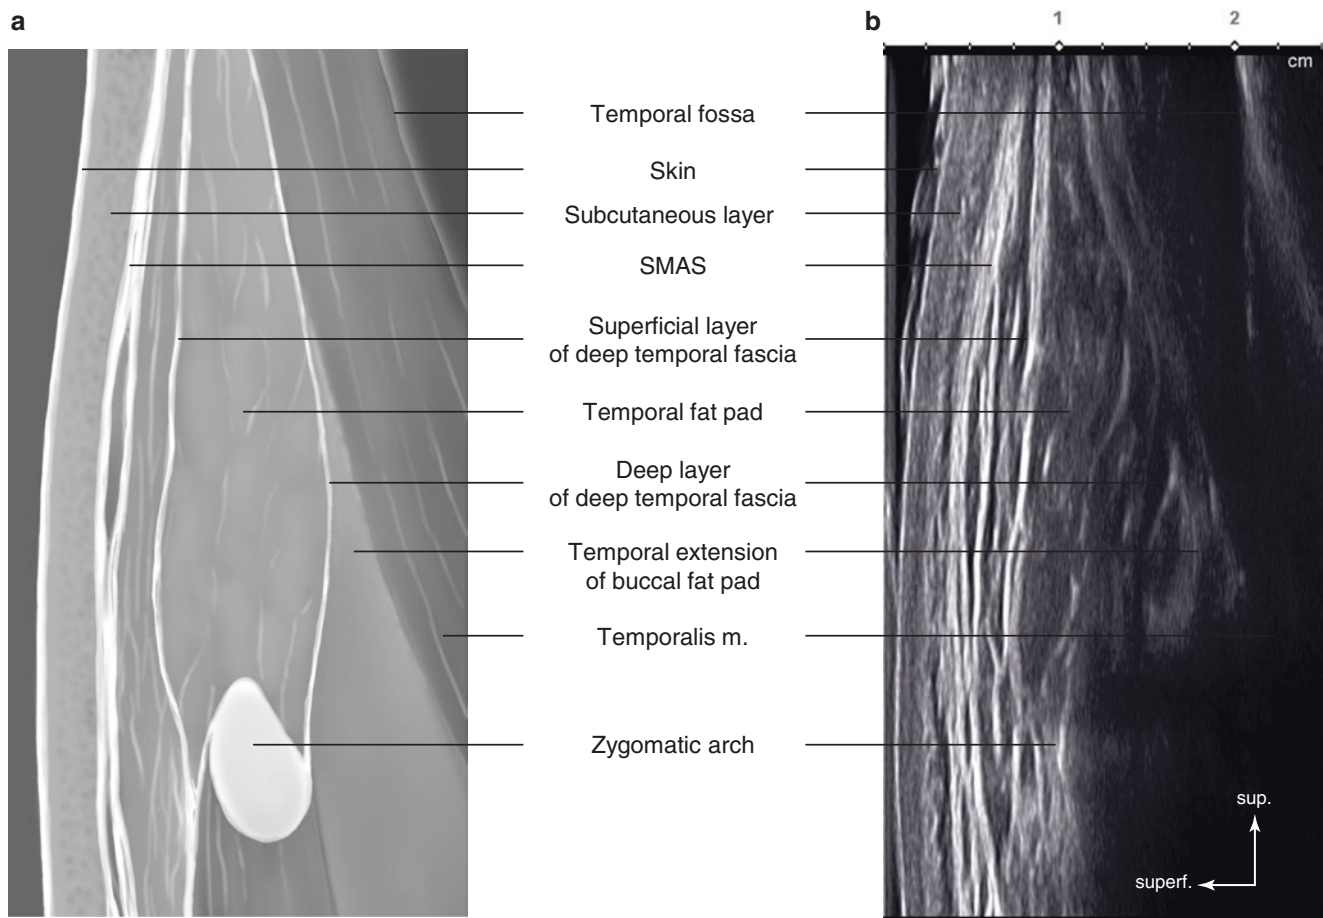 a
b
1
2
cm
Temporal fossa
Skin
Subcutaneous layer
SMAS
Superficial layer
of deep temporal fascia
Temporal fat pad
Deep layer
of deep temporal fascia
Temporal extension
of buccal fat pad
Temporalis m.
Zygomatic arch
sup.
superf.